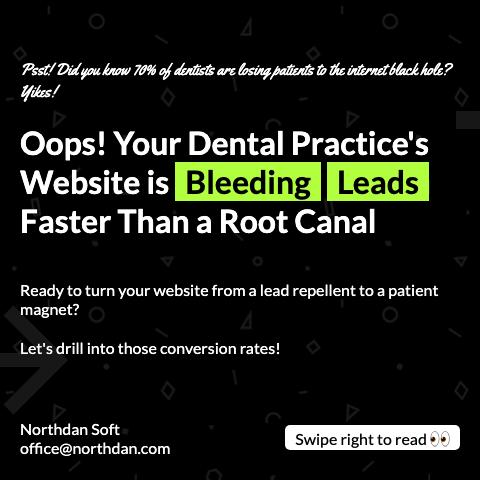 Psst! Did you know 70% of dentists are losing patients to the internet black hole?
Yikes!
Oops! Your Dental Practice's
Website is Bleeding Leads
Faster Than a Root Canal
Ready to turn your website from a lead repellent to a patient
magnet?
Let's drill into those conversion rates!
Northdan Soft
office@northdan.com
Swipe right to read 👀